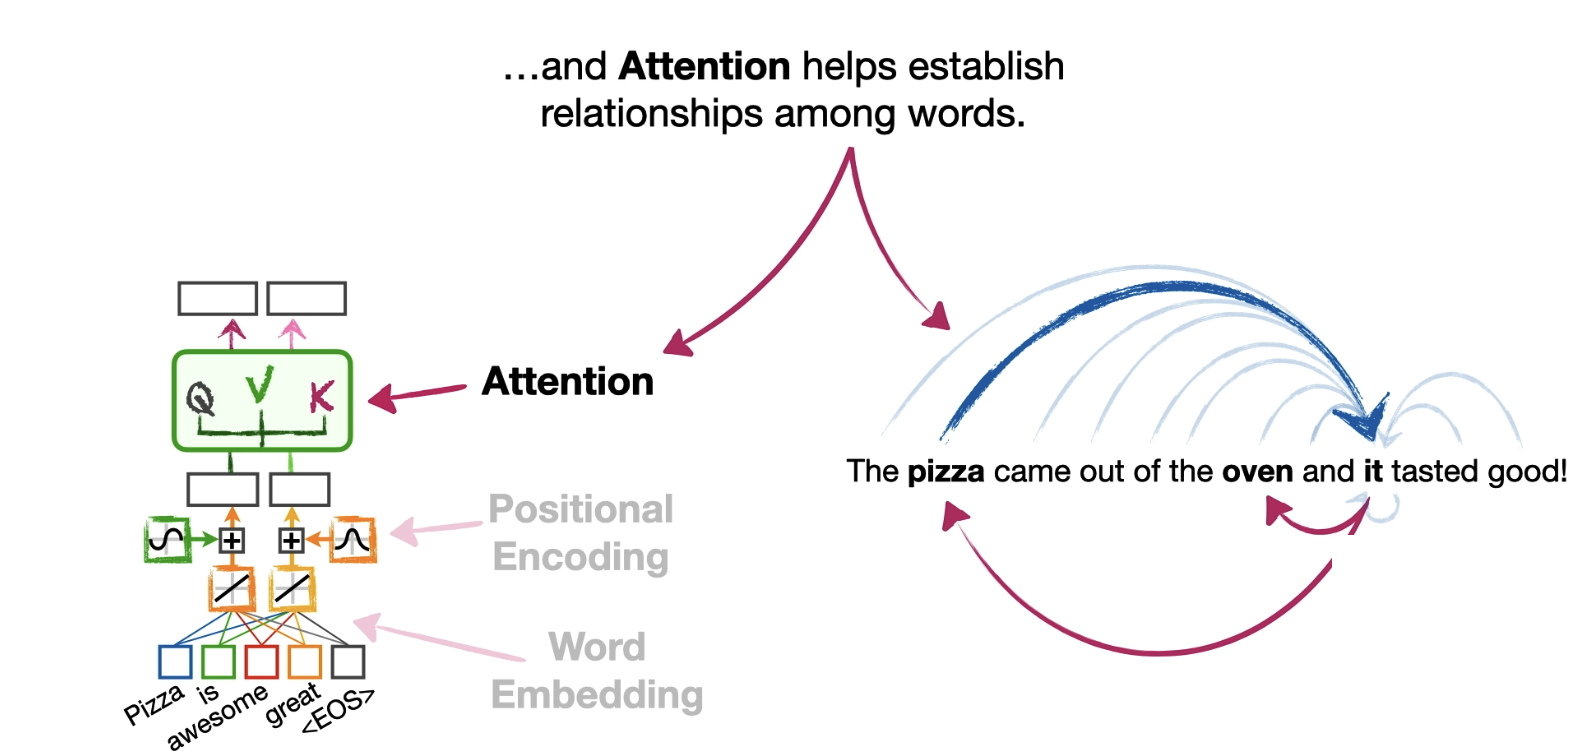 ...and Attention helps establish
relationships among words.
Attention
Q V K
The pizza came out of the oven and it tasted good!
Positional
Encoding
+ +
Word
Embedding
Pizza
is
awesome
great
<EOS>